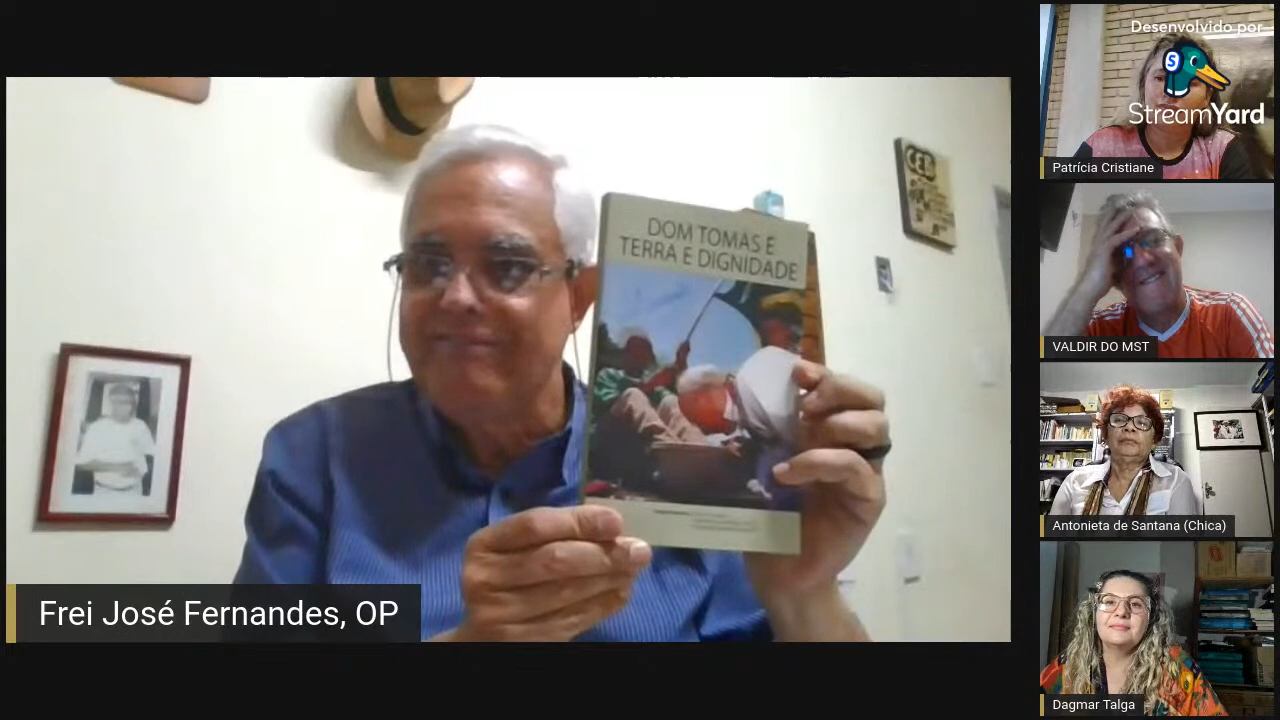 DOM TOMAS E
TERRA E DIGNIDADE
Frei José Fernandes, OP
CEB
Desenvolvido por
StreamYard
Patrícia Cristiane
VALDIR DO MST
Antonieta de Santana (Chica)
Dagmar Talga